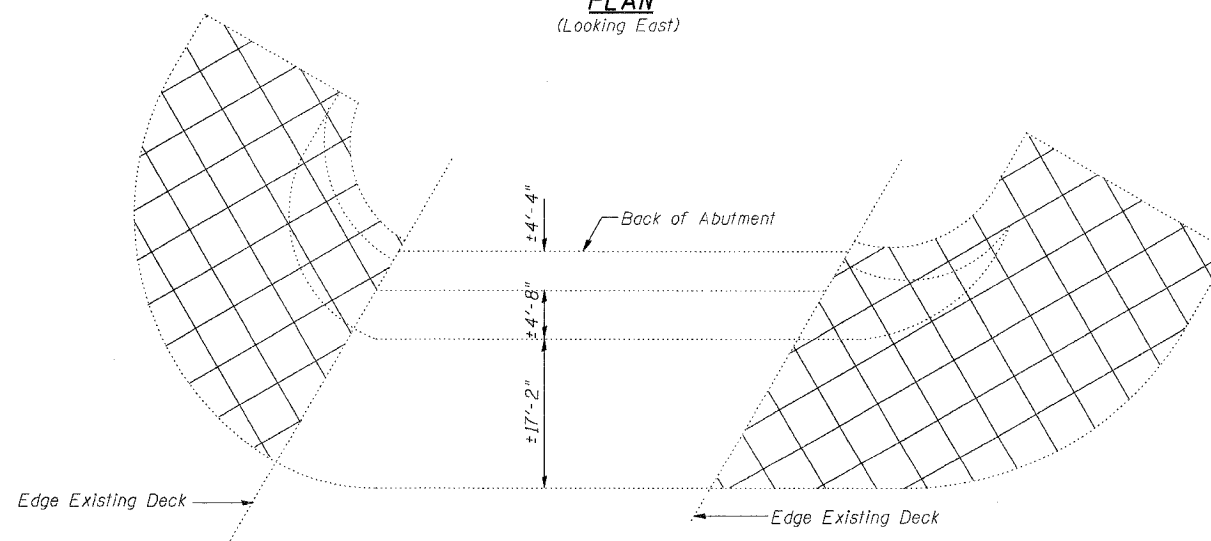 PLAN
(Looking East)
±4'-4"
Back of Abutment
±4'-8"
±17'-2"
Edge Existing Deck
Edge Existing Deck